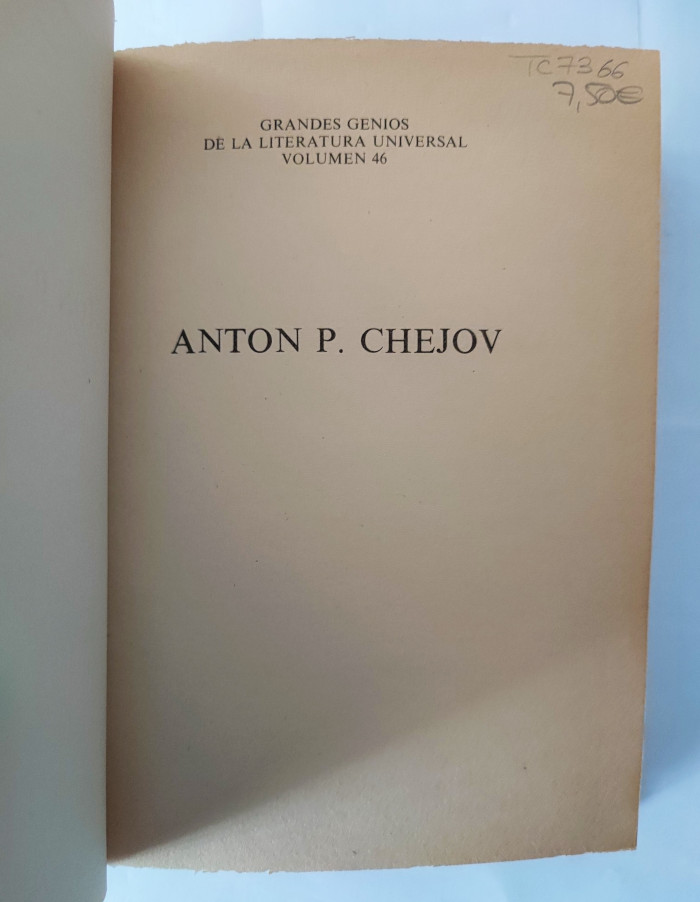 TC7366
7,50€
GRANDES GENIOS
DE LA LITERATURA UNIVERSAL
VOLUMEN 46
ANTON P. CHEJOV